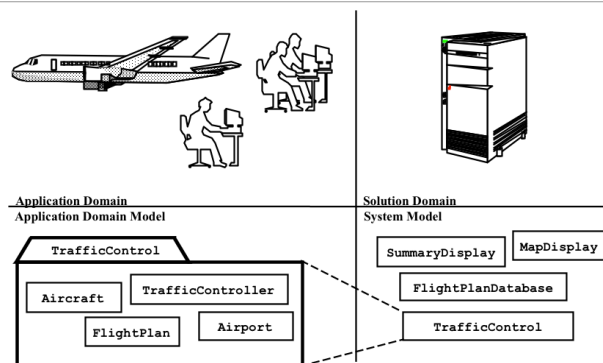 Application Domain
Solution Domain
Application Domain Model
System Model
TrafficControl
Aircraft
TrafficController
FlightPlan
Airport
SummaryDisplay
MapDisplay
FlightPlanDatabase
TrafficControl